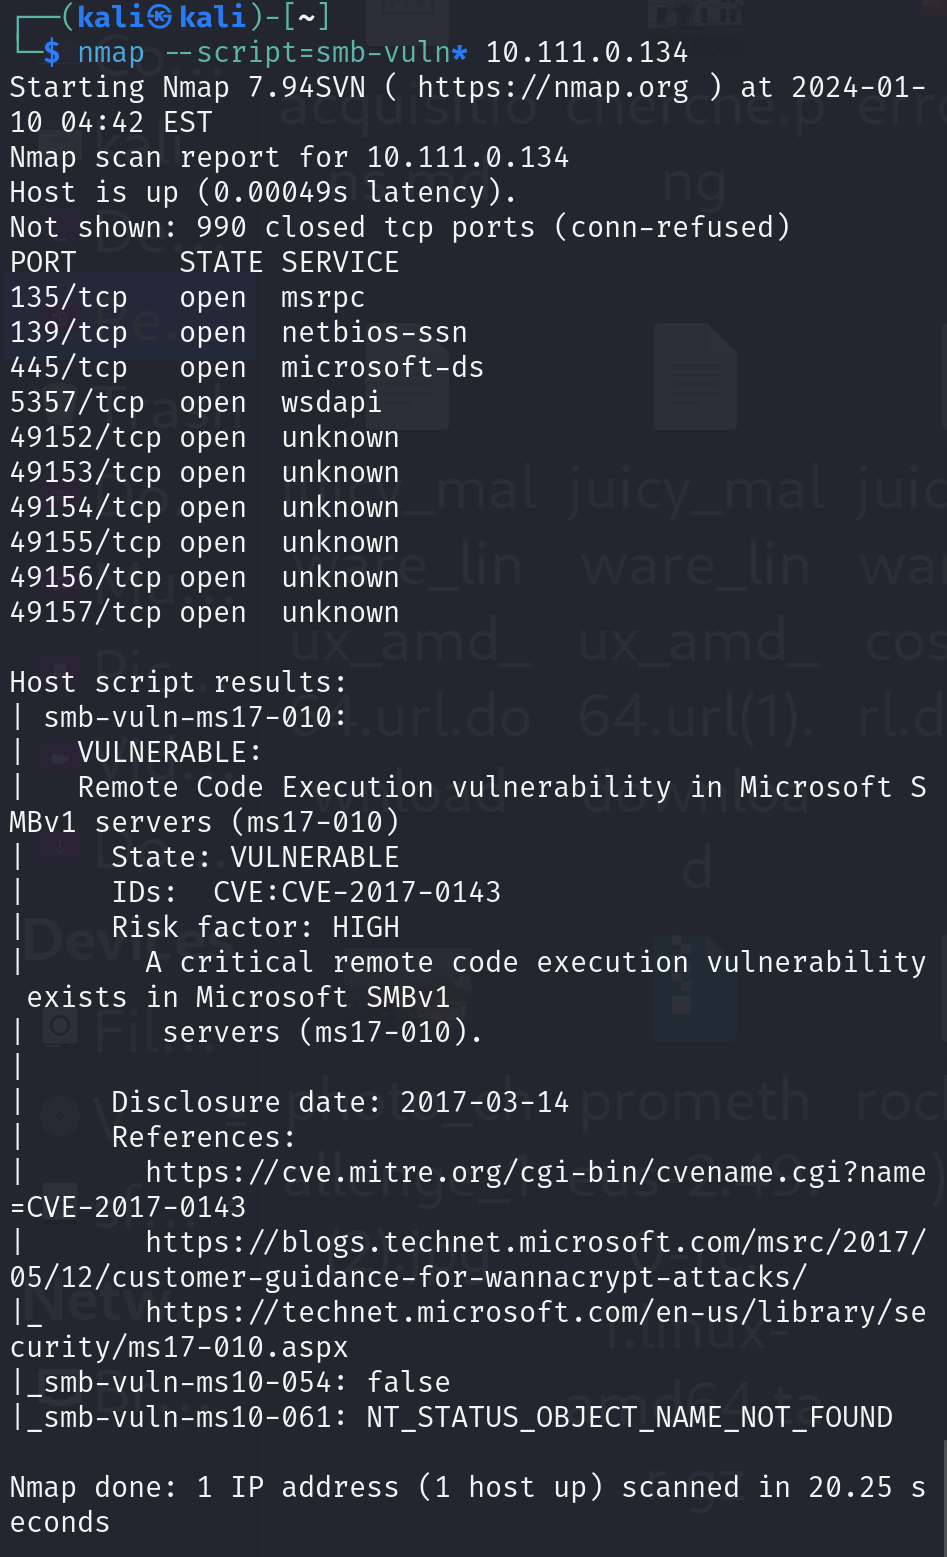 ┌──(kali㉿kali)-[~]
└─$ nmap --script=smb-vuln* 10.111.0.134
Starting Nmap 7.94SVN ( https://nmap.org ) at 2024-01-
10 04:42 EST
Nmap scan report for 10.111.0.134
Host is up (0.00049s latency).
Not shown: 990 closed tcp ports (conn-refused)
PORT      STATE SERVICE
135/tcp   open  msrpc
139/tcp   open  netbios-ssn
445/tcp   open  microsoft-ds
5357/tcp  open  wsdapi
49152/tcp open  unknown
49153/tcp open  unknown
49154/tcp open  unknown
49155/tcp open  unknown
49156/tcp open  unknown
49157/tcp open  unknown

Host script results:
| smb-vuln-ms17-010:
|   VULNERABLE:
|   Remote Code Execution vulnerability in Microsoft S
MBv1 servers (ms17-010)
|     State: VULNERABLE
|     IDs:  CVE:CVE-2017-0143
|     Risk factor: HIGH
|       A critical remote code execution vulnerability
 exists in Microsoft SMBv1
|        servers (ms17-010).
|
|     Disclosure date: 2017-03-14
|     References:
|       https://cve.mitre.org/cgi-bin/cvename.cgi?name
=CVE-2017-0143
|       https://blogs.technet.microsoft.com/msrc/2017/
05/12/customer-guidance-for-wannacrypt-attacks/
|_      https://technet.microsoft.com/en-us/library/se
curity/ms17-010.aspx
|_smb-vuln-ms10-054: false
|_smb-vuln-ms10-061: NT_STATUS_OBJECT_NAME_NOT_FOUND

Nmap done: 1 IP address (1 host up) scanned in 20.25 s
econds